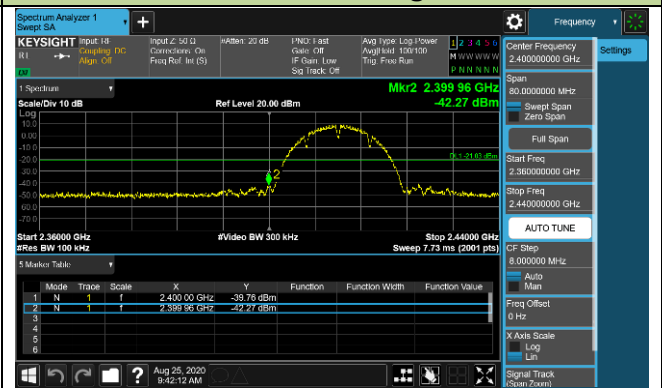 Spectrum Analyzer 1
Swept SA
Frequency
KEYSIGHT Input: RF Input Z: 50 Ω #Atten: 20 dB PNO: Fast Avg Type: Log-Power 1 2 3 4 5 6
Coupling: DC Corrections: On Gate: Off Avg|Hold: 100/100 M W W W W W
Align: Off Freq Ref: Int (S) IF Gain: Low Trig: Free Run
Sig Track: Off P N N N N N
Center Frequency
2.400000000 GHz
Settings
1 Spectrum
Mkr2 2.399 96 GHz
Scale/Div 10 dB Ref Level 20.00 dBm -42.27 dBm
Log
10.0
0.00
-10.0
-20.0
-30.0
-40.0
-50.0
-60.0
-70.0
DL1 -21.03 dBm
2
Start 2.36000 GHz #Video BW 300 kHz Stop 2.44000 GHz
#Res BW 100 kHz Sweep 7.73 ms (2001 pts)
Span
80.0000000 MHz
Swept Span
Zero Span
Full Span
Start Freq
2.360000000 GHz
Stop Freq
2.440000000 GHz
AUTO TUNE
CF Step
8.000000 MHz
Auto
Man
Freq Offset
0 Hz
X Axis Scale
Log
Lin
Signal Track
(Span Zoom)
5 Marker Table
Mode Trace Scale X Y Function Function Width Function Value
1 N 1 f 2.400 00 GHz -39.76 dBm
2 N 1 f 2.399 96 GHz -42.27 dBm
3
4
5
6
Aug 25, 2020
9:42:12 AM